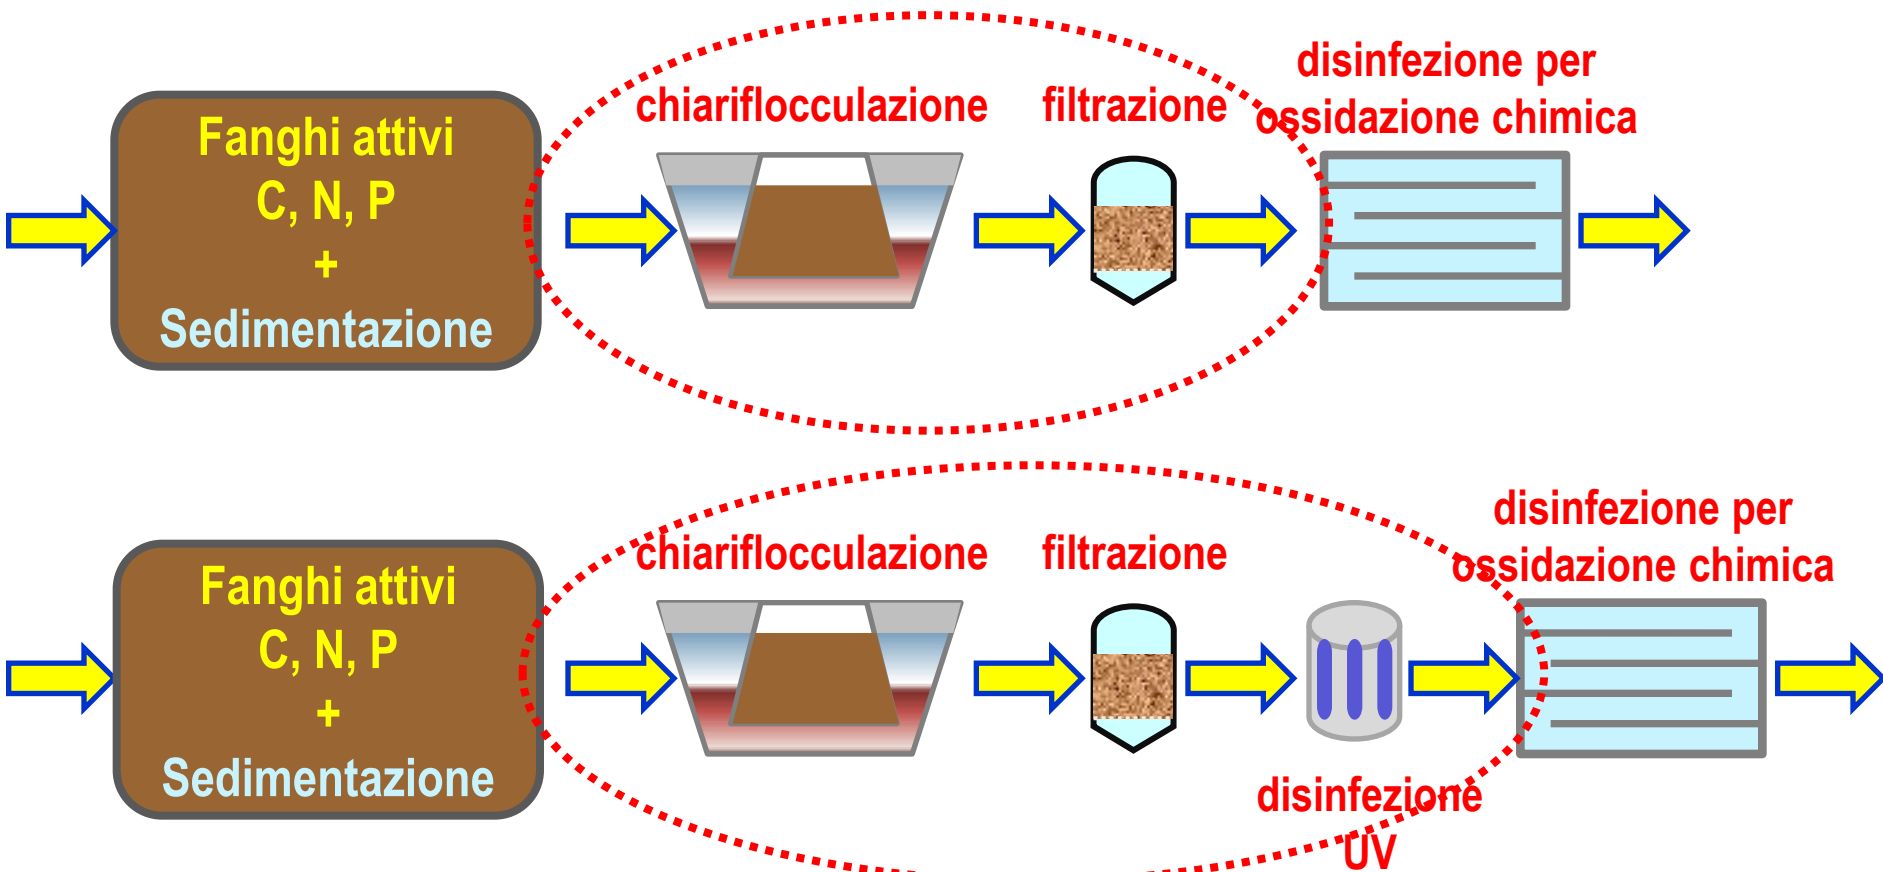 disinfezione per
ossidazione chimica
chiariflocculazione
filtrazione
Fanghi attivi
C, N, P
+
Sedimentazione
disinfezione per
ossidazione chimica
chiariflocculazione
filtrazione
Fanghi attivi
C, N, P
+
Sedimentazione
disinfezione
UV